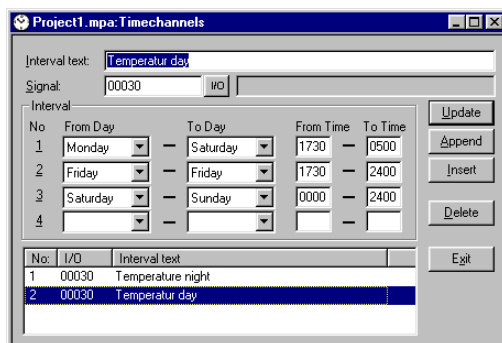 Project1.mpa:Timechannels
Interval text: Temperatur day
Signal: 00030 I/O
Interval
No From Day To Day From Time To Time
1 Monday — Saturday 1730 — 0500
2 Friday — Friday 1730 — 2400
3 Saturday — Sunday 0000 — 2400
4 — —
Update
Append
Insert
Delete
Exit
No: I/O Interval text
1 00030 Temperature night
2 00030 Temperatur day